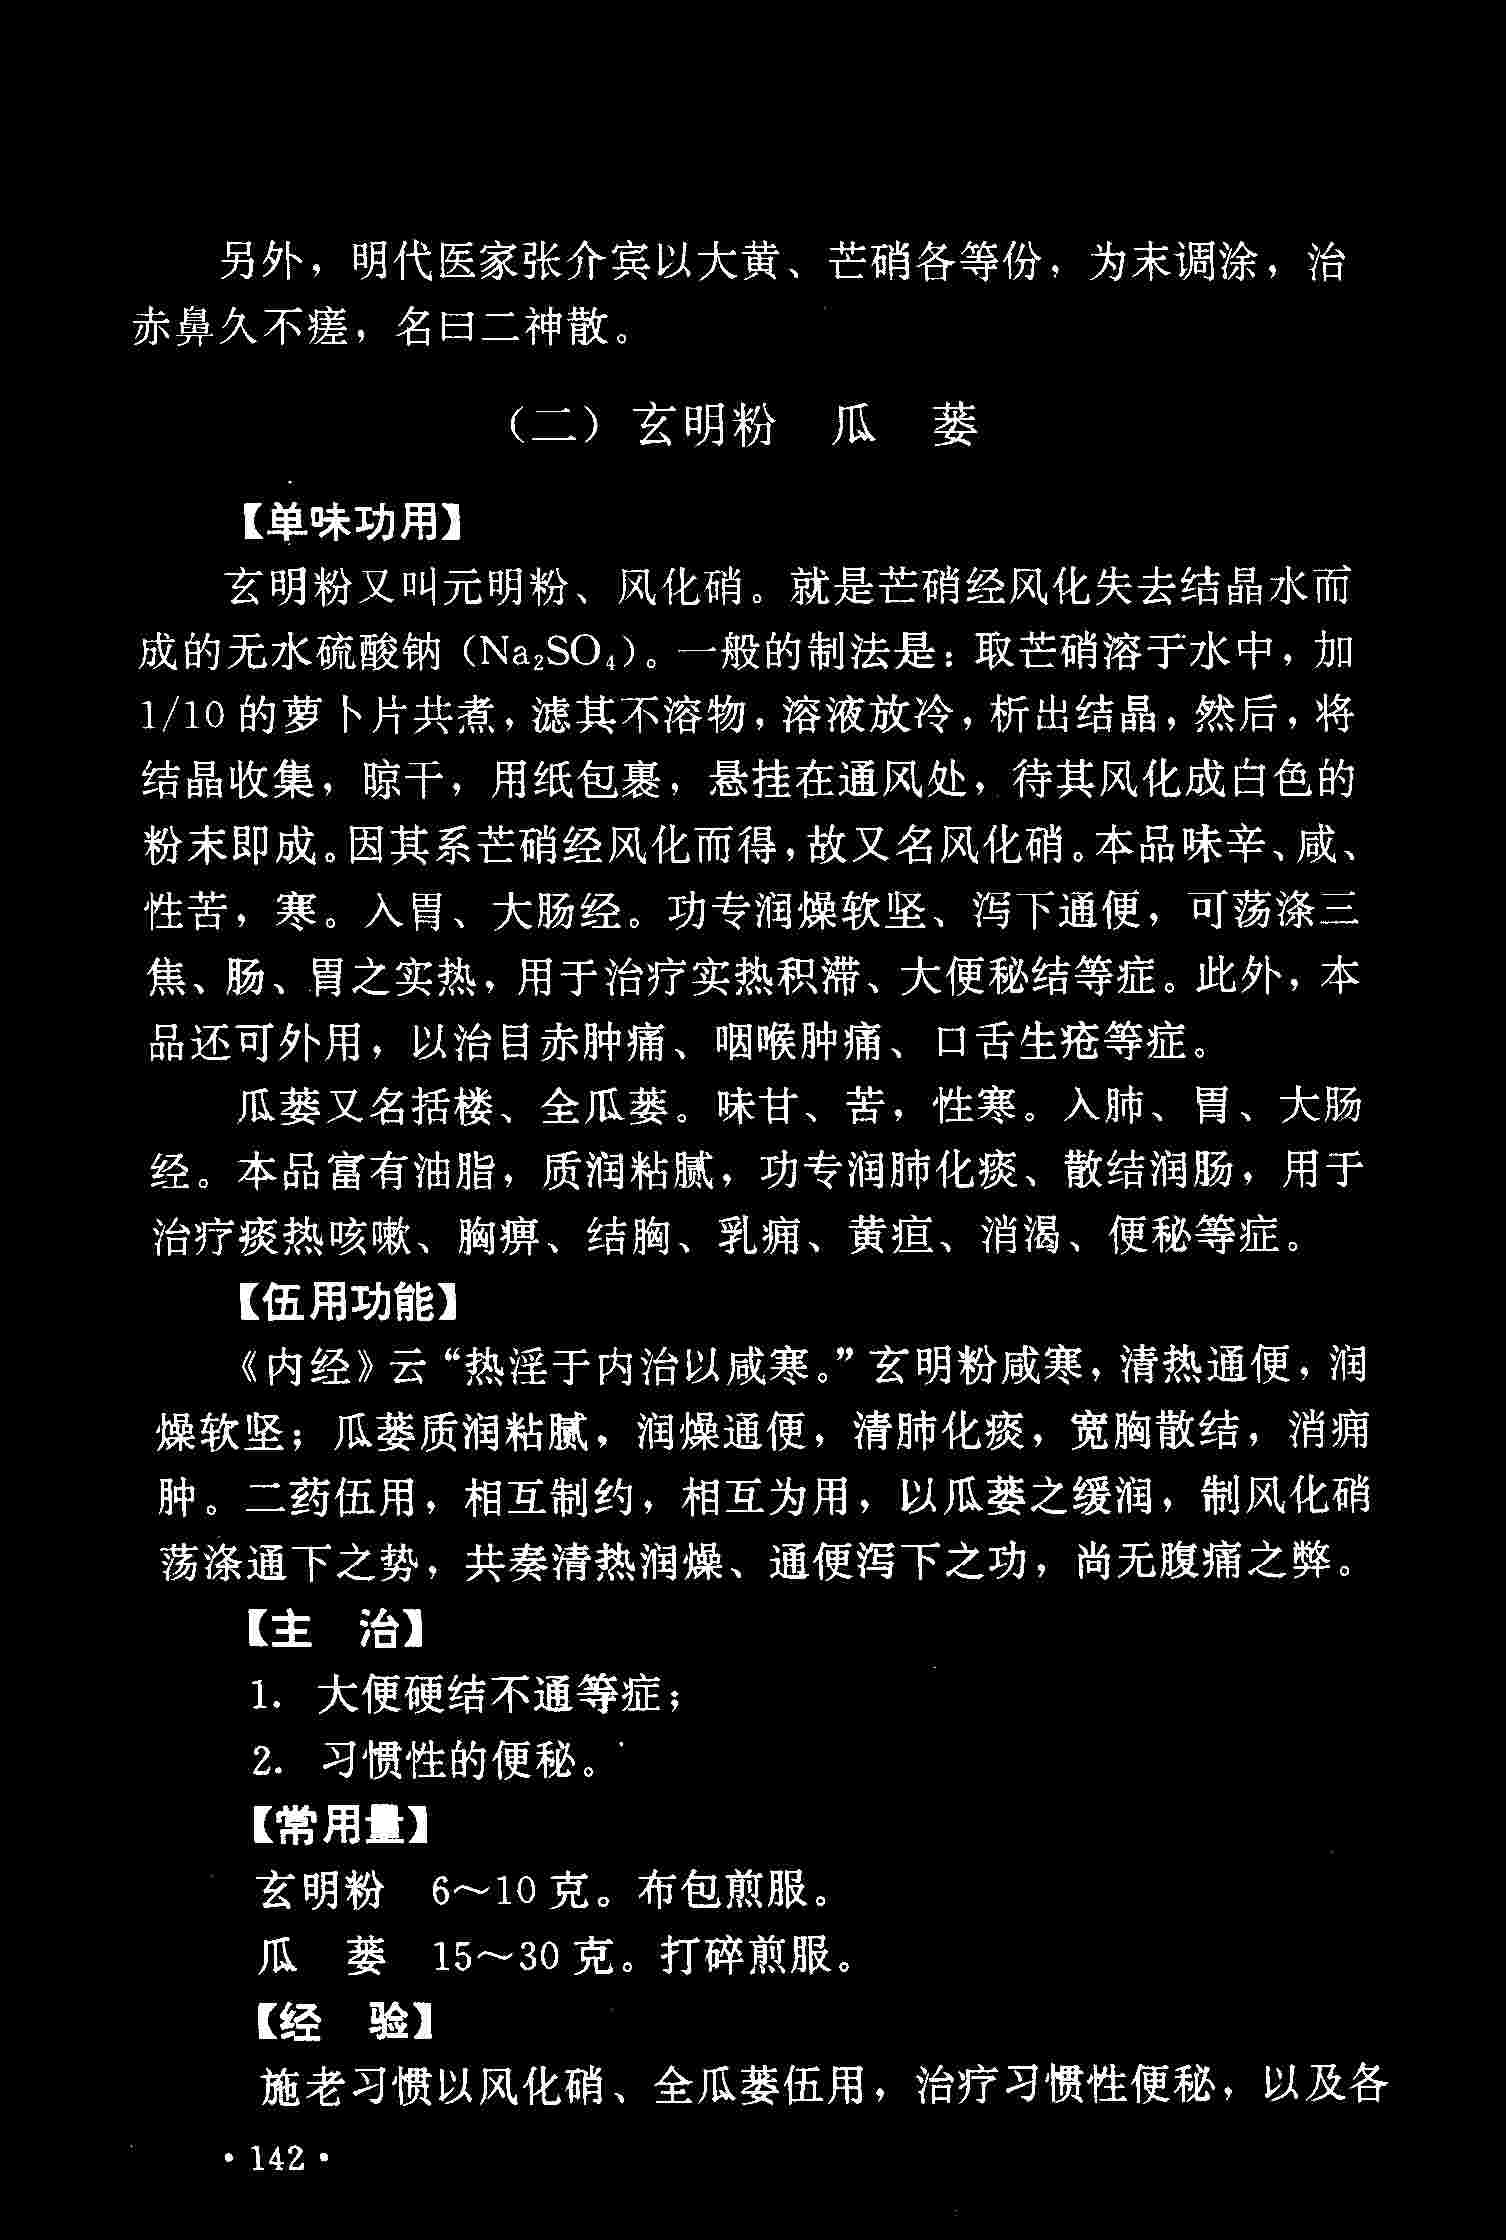 另外，明代医家张介宾以大黄、芒硝各等份，为末调涂，治
赤鼻久不瘥，名曰二神散。
（二）玄明粉 瓜 蒌
【单味功用】
玄明粉又叫元明粉、风化硝。就是芒硝经风化失去结晶水而
成的无水硫酸钠（Na₂SO₄）。一般的制法是：取芒硝溶于水中，加
1/10 的萝卜片共煮，滤其不溶物，溶液放冷，析出结晶，然后，将
结晶收集，晾干，用纸包裹，悬挂在通风处，待其风化成白色的
粉末即成。因其系芒硝经风化而得，故又名风化硝。本品味辛、咸、
性苦，寒。入胃、大肠经。功专润燥软坚、泻下通便，可荡涤三
焦、肠、胃之实热，用于治疗实热积滞、大便秘结等症。此外，本
品还可外用，以治目赤肿痛、咽喉肿痛、口舌生疮等症。
瓜蒌又名括楼、全瓜蒌。味甘、苦，性寒。入肺、胃、大肠
经。本品富有油脂，质润粘腻，功专润肺化痰、散结润肠，用于
治疗痰热咳嗽、胸痹、结胸、乳痈、黄疸、消渴、便秘等症。
【伍用功能】
《内经》云“热淫于内治以咸寒。”玄明粉咸寒，清热通便，润
燥软坚；瓜蒌质润粘腻，润燥通便，清肺化痰，宽胸散结，消痈
肿。二药伍用，相互制约，相互为用，以瓜蒌之缓润，制风化硝
荡涤通下之势，共奏清热润燥、通便泻下之功，尚无腹痛之弊。
【主 治】
1. 大便硬结不通等症；
2. 习惯性的便秘。
【常用量】
玄明粉 6～10 克。布包煎服。
瓜 蒌 15～30 克。打碎煎服。
【经 验】
施老习惯以风化硝、全瓜蒌伍用，治疗习惯性便秘，以及各
· 142 ·